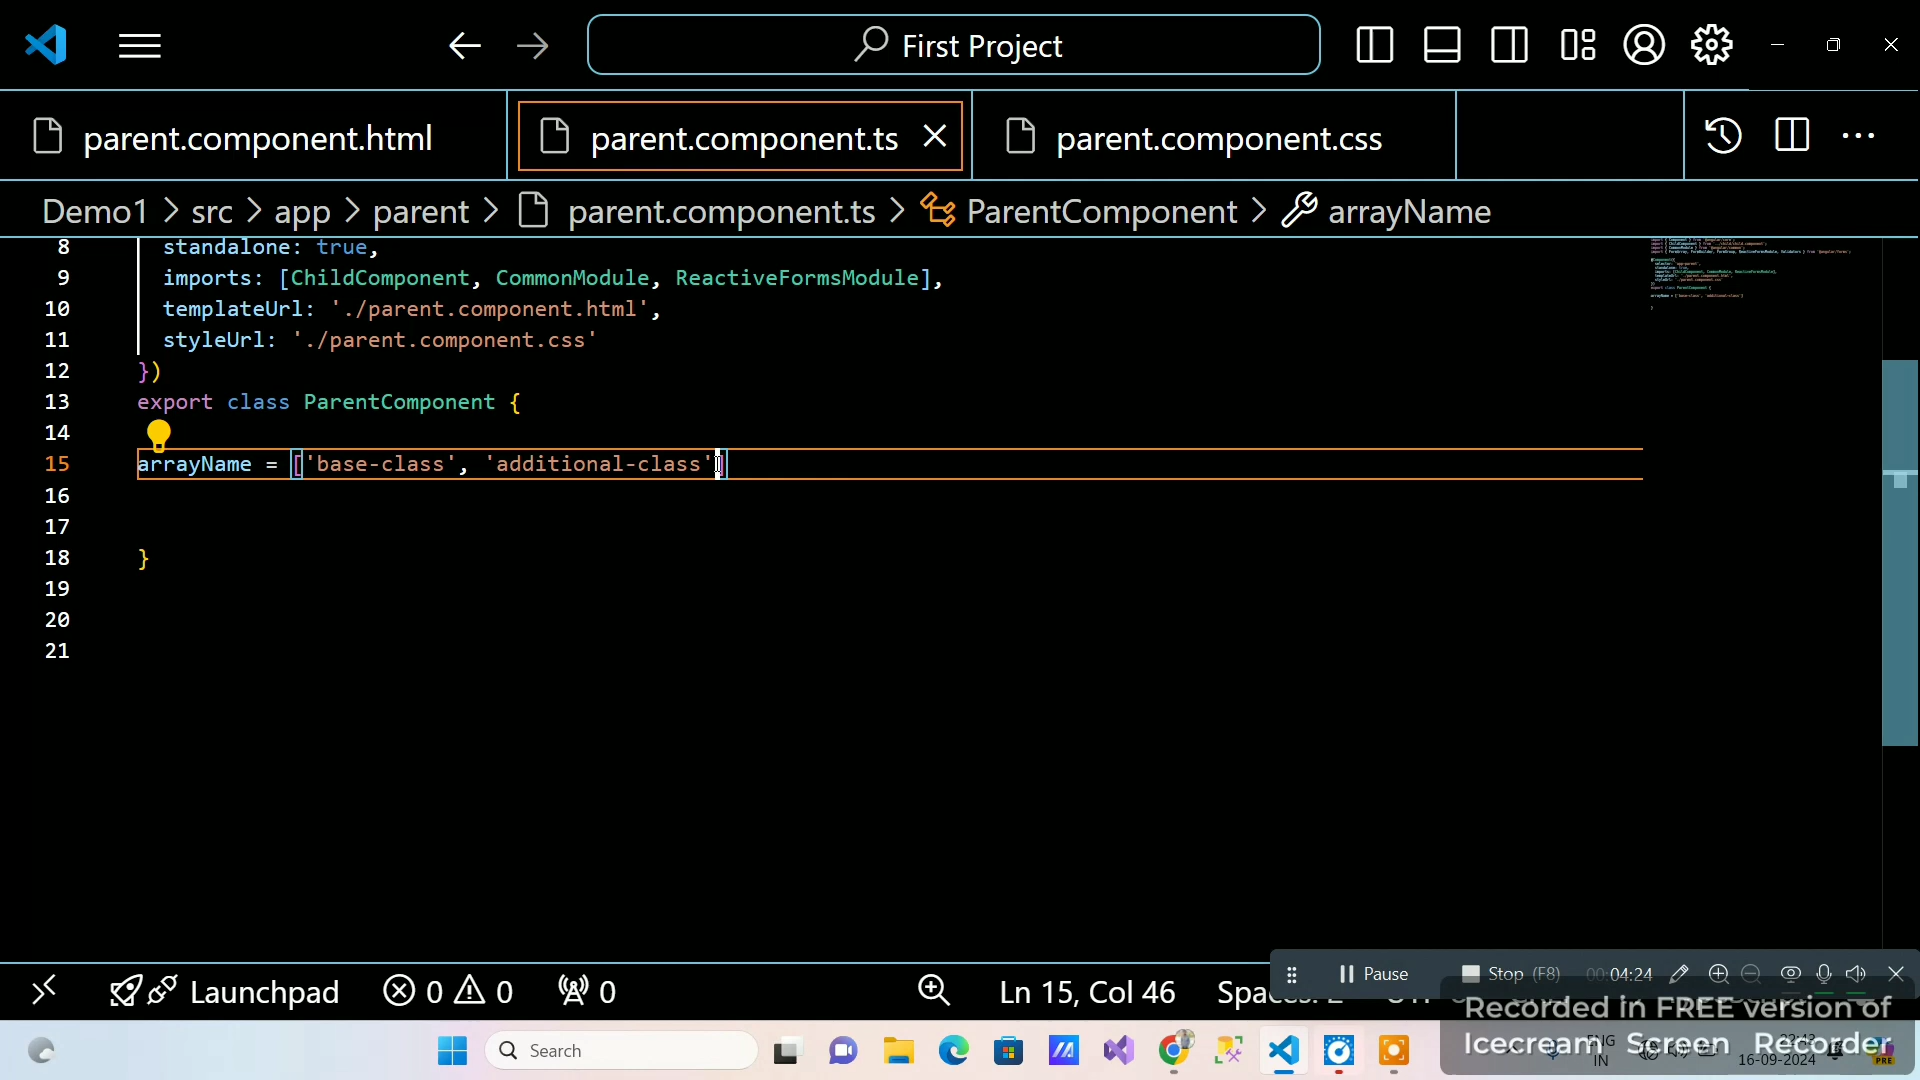 First Project
parent.component.html
parent.component.ts
parent.component.css
Demo1 > src > app > parent > parent.component.ts > ParentComponent > arrayName
8 standalone: true,
9 imports: [ChildComponent, CommonModule, ReactiveFormsModule],
10 templateUrl: './parent.component.html',
11 styleUrl: './parent.component.css'
12 })
13 export class ParentComponent {
14
15 arrayName = ['base-class', 'additional-class']
16
17
18 }
19
20
21
Launchpad 0 0 0
Ln 15, Col 46
Pause
Stop (F8)
00:04:24
Recorded in FREE version of
Icecream Screen Recorder
Search
ENG
IN
22:43
16-09-2024
PRE